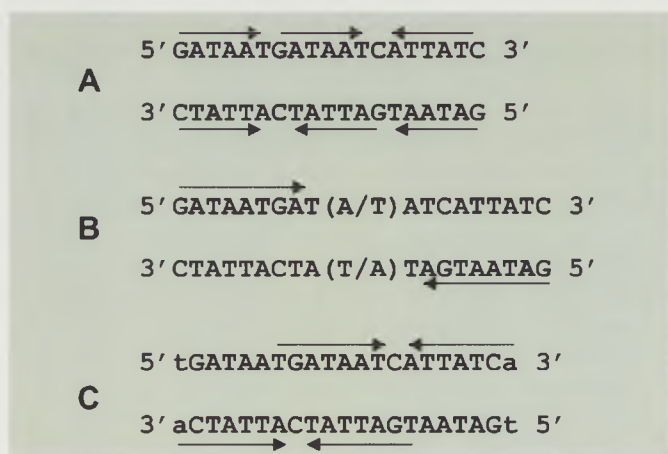 5′GATAATGATAATCATTATC 3′
A
3′CTATTACTATTAGTAATAG 5′
5′GATAATGAT(A/T)ATCATTATC 3′
B
3′CTATTACTA(T/A)TAGTAATAG 5′
5′tGATAATGATAATCATTATCa 3′
C
3′aCTATTACTATTAGTAATAGt 5′